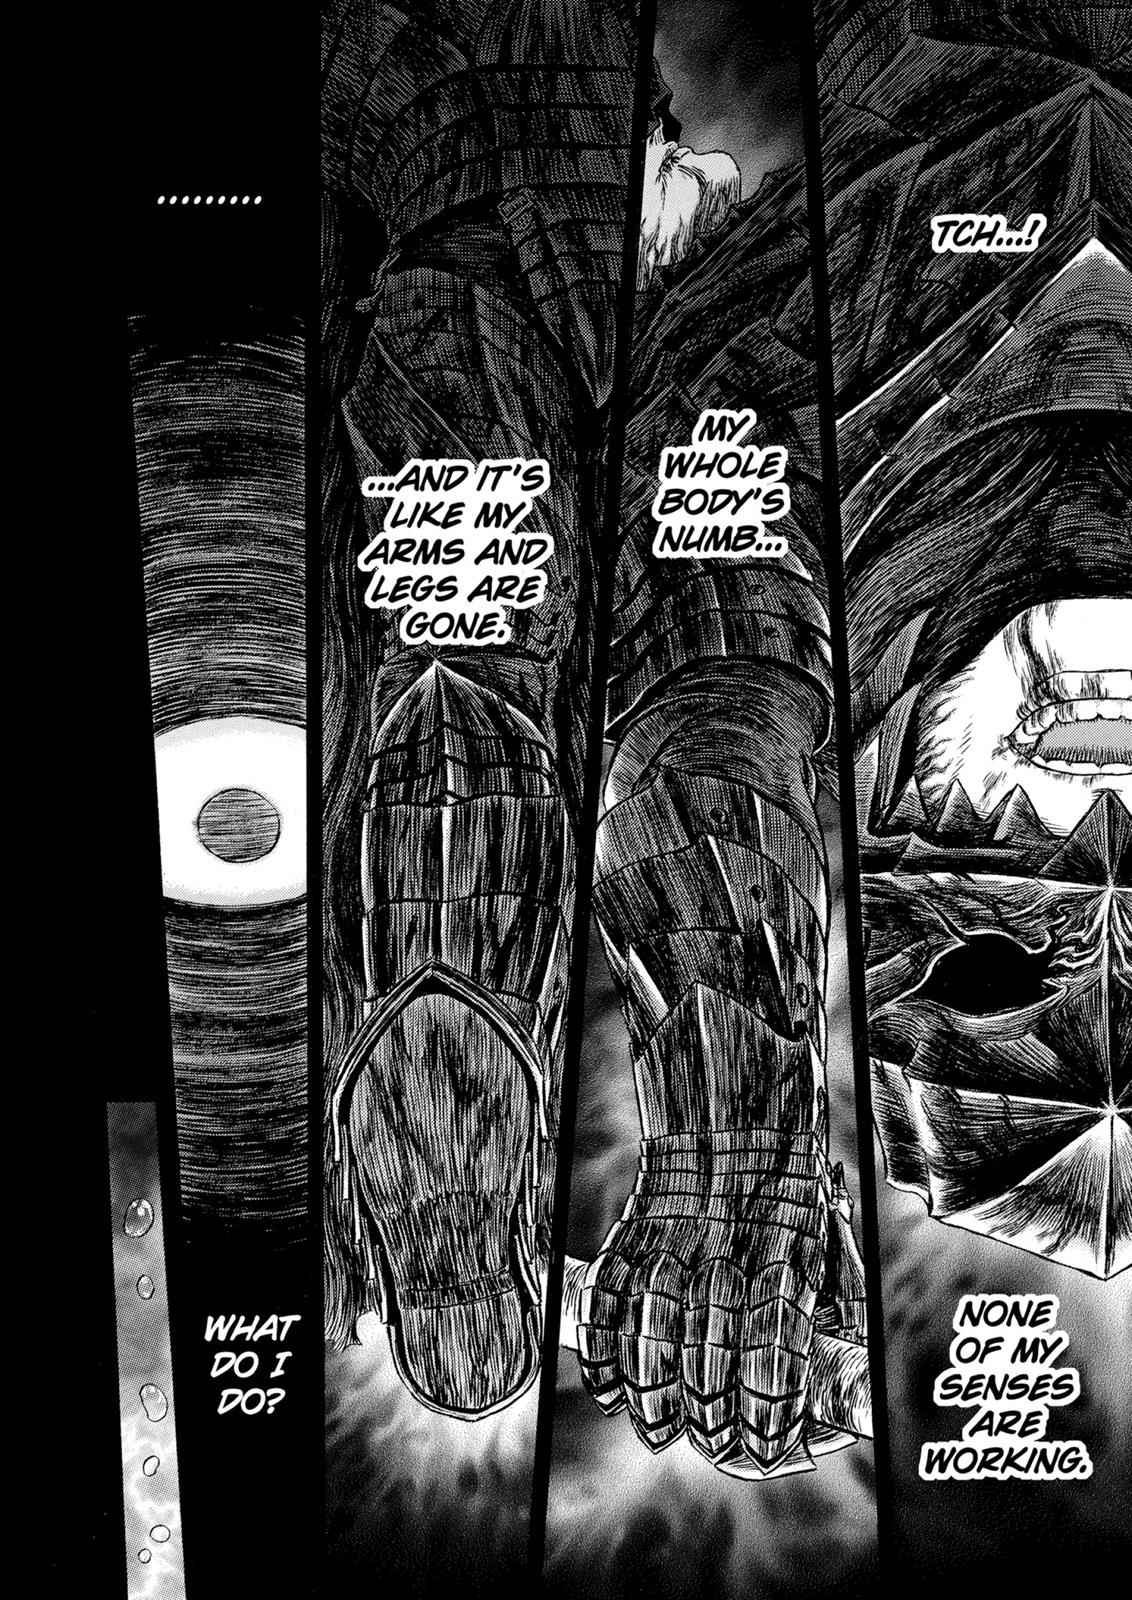 TCH...!
NONE
OF MY
SENSES
ARE
WORKING.
MY
WHOLE
BODY'S
NUMB...
...AND IT'S
LIKE MY
ARMS AND
LEGS ARE
GONE.
.........
WHAT
DO I
DO?